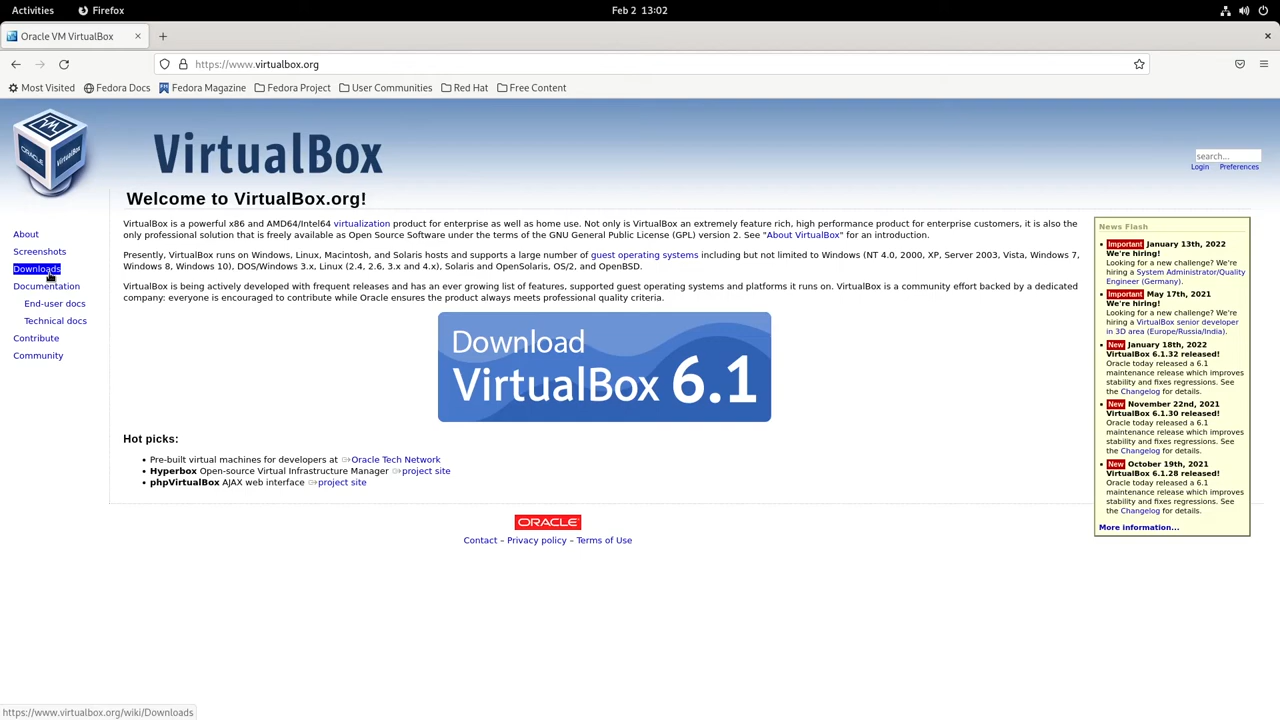 Activities
Firefox
Feb 2 13:02
Oracle VM VirtualBox
https://www.virtualbox.org
Most Visited
Fedora Docs
Fedora Magazine
Fedora Project
User Communities
Red Hat
Free Content
ORACLE
VirtualBox
VirtualBox
search...
Login
Preferences
About
Screenshots
Downloads
Documentation
End-user docs
Technical docs
Contribute
Community
Welcome to VirtualBox.org!
VirtualBox is a powerful x86 and AMD64/Intel64 virtualization product for enterprise as well as home use. Not only is VirtualBox an extremely feature rich, high performance product for enterprise customers, it is also the
only professional solution that is freely available as Open Source Software under the terms of the GNU General Public License (GPL) version 2. See "About VirtualBox" for an introduction.
Presently, VirtualBox runs on Windows, Linux, Macintosh, and Solaris hosts and supports a large number of guest operating systems including but not limited to Windows (NT 4.0, 2000, XP, Server 2003, Vista, Windows 7,
Windows 8, Windows 10), DOS/Windows 3.x, Linux (2.4, 2.6, 3.x and 4.x), Solaris and OpenSolaris, OS/2, and OpenBSD.
VirtualBox is being actively developed with frequent releases and has an ever growing list of features, supported guest operating systems and platforms it runs on. VirtualBox is a community effort backed by a dedicated
company: everyone is encouraged to contribute while Oracle ensures the product always meets professional quality criteria.
Download
VirtualBox 6.1
Hot picks:
• Pre-built virtual machines for developers at Oracle Tech Network
• Hyperbox Open-source Virtual Infrastructure Manager project site
• phpVirtualBox AJAX web interface project site
News Flash
Important January 13th, 2022
We're hiring!
Looking for a new challenge? We're
hiring a System Administrator/Quality
Engineer (Germany).
Important May 17th, 2021
We're hiring!
Looking for a new challenge? We're
hiring a VirtualBox senior developer
in 3D area (Europe/Russia/India).
New January 18th, 2022
VirtualBox 6.1.32 released!
Oracle today released a 6.1
maintenance release which improves
stability and fixes regressions. See
the Changelog for details.
New November 22nd, 2021
VirtualBox 6.1.30 released!
Oracle today released a 6.1
maintenance release which improves
stability and fixes regressions. See
the Changelog for details.
New October 19th, 2021
VirtualBox 6.1.28 released!
Oracle today released a 6.1
maintenance release which improves
stability and fixes regressions. See
the Changelog for details.
More information...
ORACLE
Contact – Privacy policy – Terms of Use
https://www.virtualbox.org/wiki/Downloads